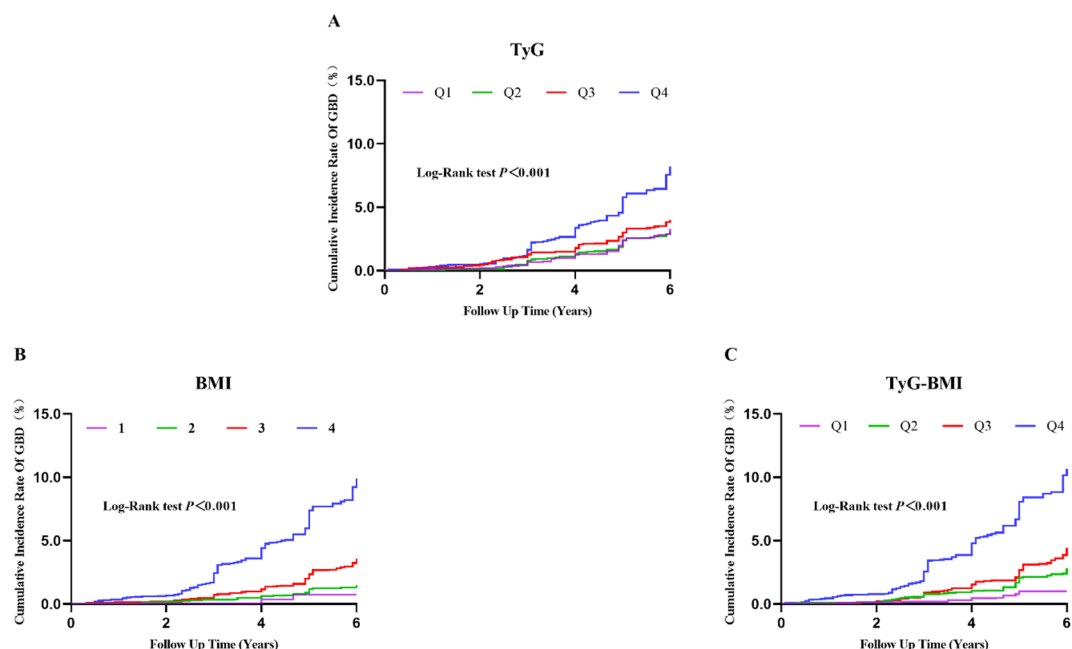 A
TyG
Cumulative Incidence Rate Of GBD (%)
15.0
10.0
5.0
0.0
Q1 Q2 Q3 Q4
Log-Rank test P<0.001
0 2 4 6
Follow Up Time (Years)
B
BMI
Cumulative Incidence Rate Of GBD (%)
15.0
10.0
5.0
0.0
1 2 3 4
Log-Rank test P<0.001
0 2 4 6
Follow Up Time (Years)
C
TyG-BMI
Cumulative Incidence Rate Of GBD (%)
15.0
10.0
5.0
0.0
Q1 Q2 Q3 Q4
Log-Rank test P<0.001
0 2 4 6
Follow Up Time (Years)